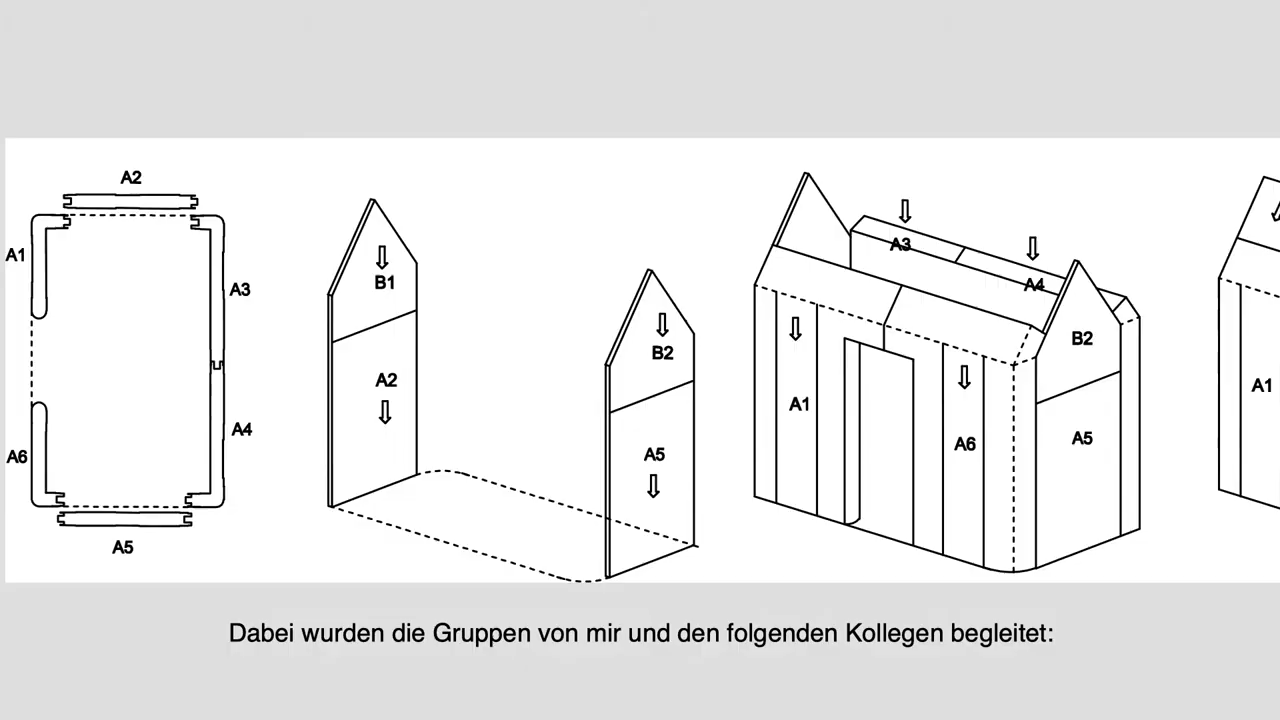 A2
A1
A3
A4
A6
A5
B1
A2
B2
A5
A3
A4
B2
A1
A6
A5
A1
Dabei wurden die Gruppen von mir und den folgenden Kollegen begleitet: